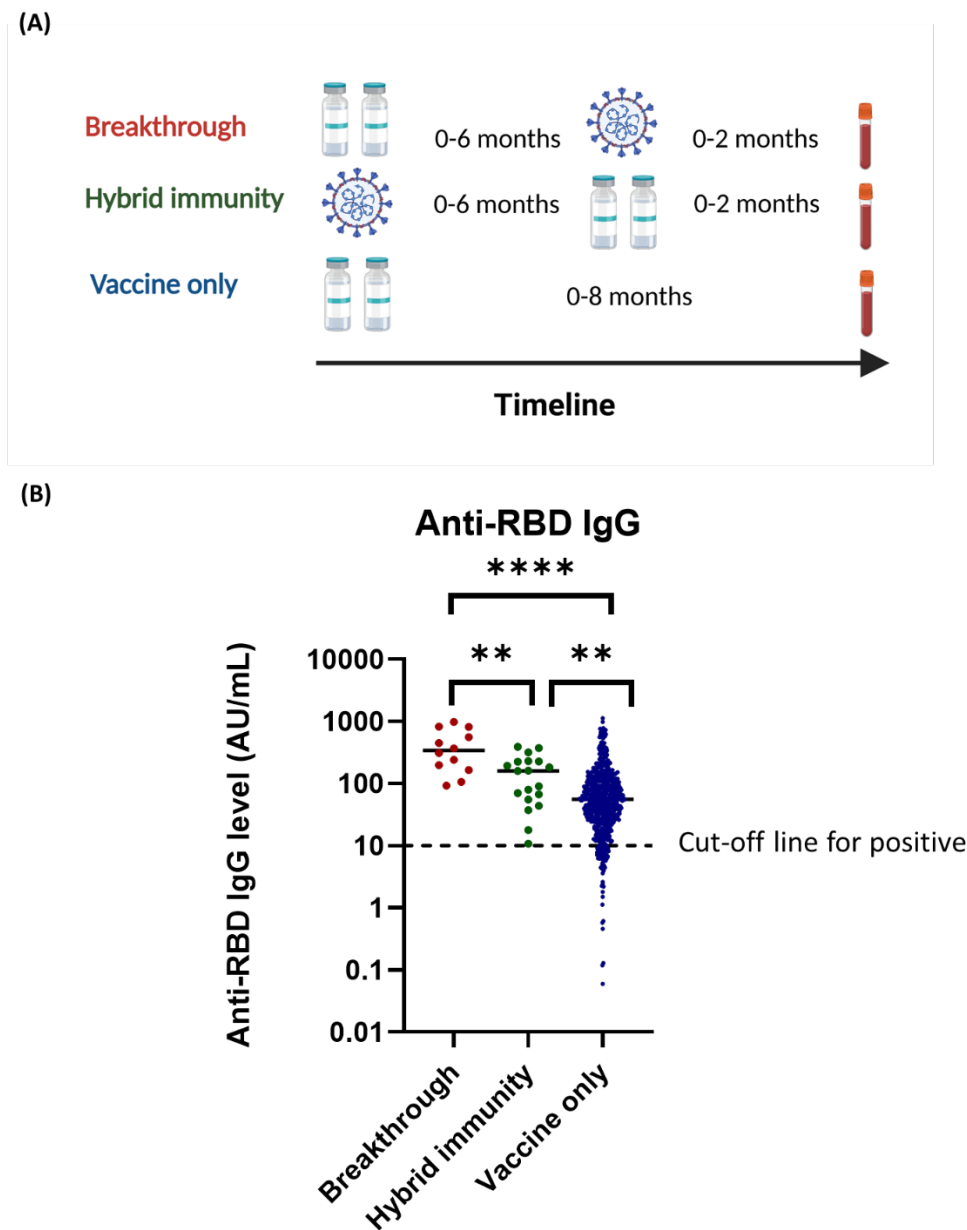 (A)
Breakthrough 0-6 months 0-2 months
Hybrid immunity 0-6 months 0-2 months
Vaccine only 0-8 months
Timeline
(B)
Anti-RBD IgG
****
** **
Anti-RBD IgG level (AU/mL)
10000
1000
100
10
1
0.1
0.01
Cut-off line for positive
Breakthrough
Hybrid immunity
Vaccine only